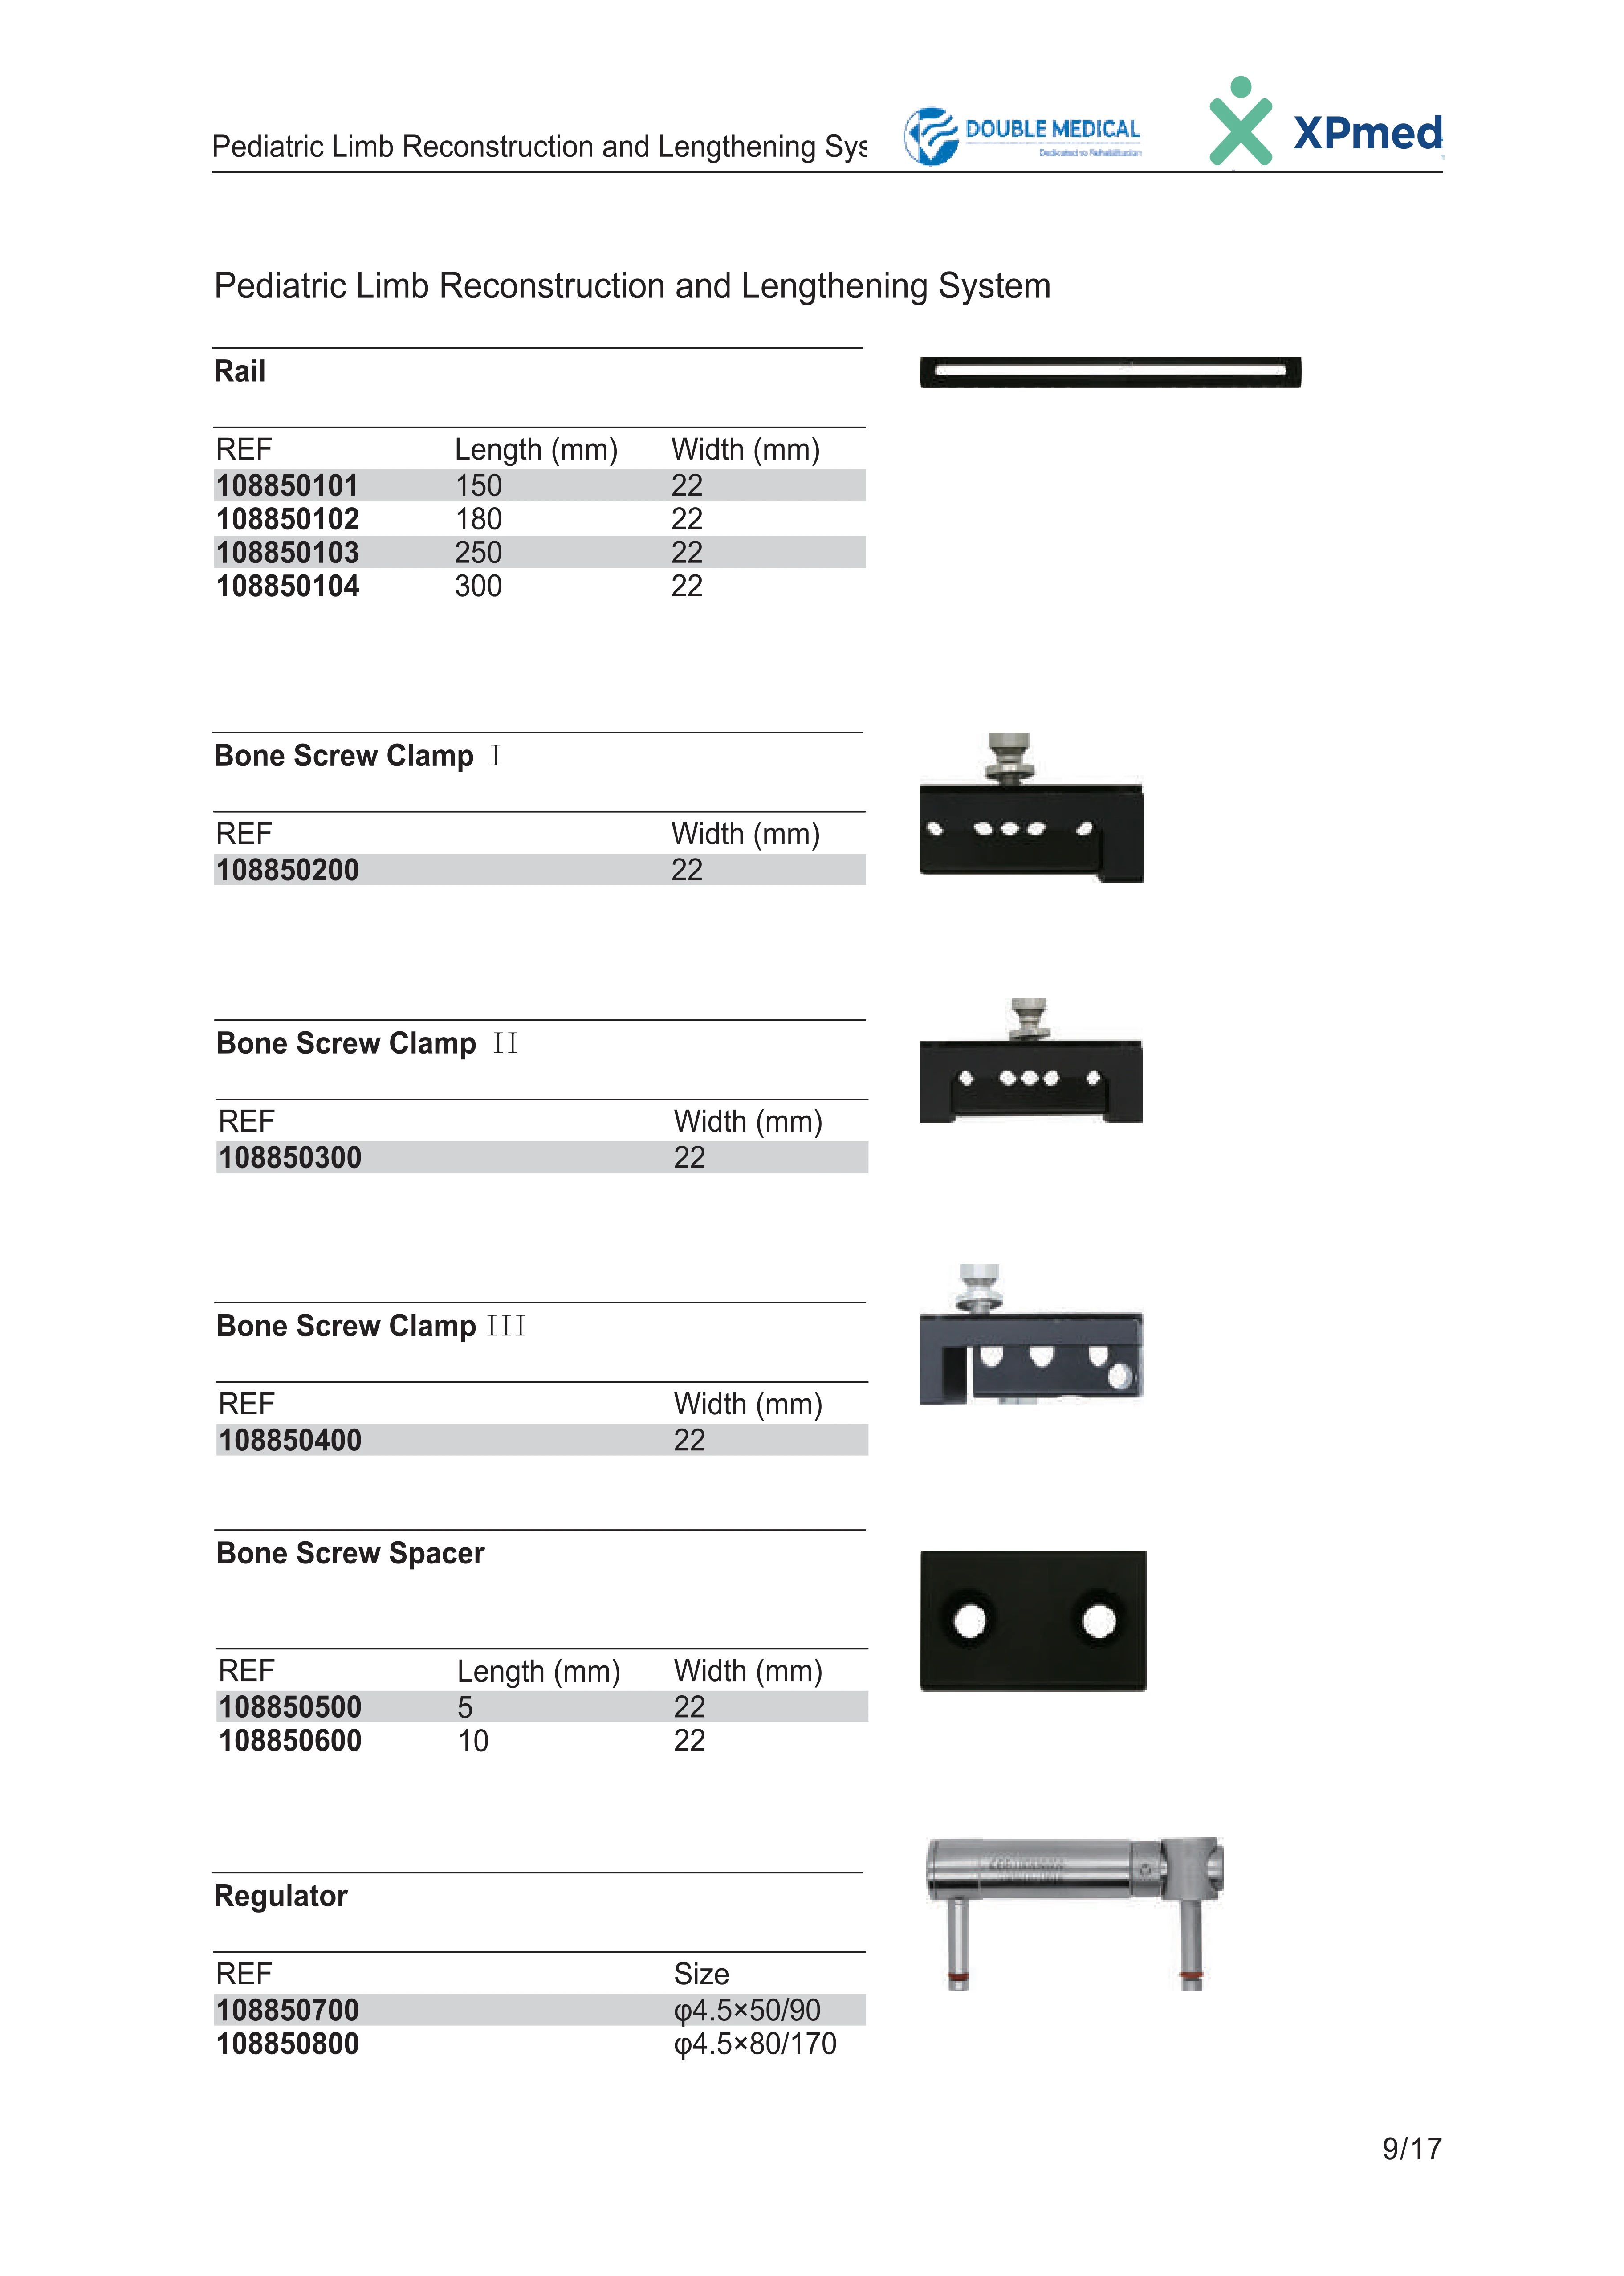 Pediatric Limb Reconstruction and Lengthening Sys
DOUBLE MEDICAL
Dedicated to Rehabilitation
XPmed
Pediatric Limb Reconstruction and Lengthening System
Rail
REF Length (mm) Width (mm)
108850101 150 22
108850102 180 22
108850103 250 22
108850104 300 22
Bone Screw Clamp I
REF Width (mm)
108850200 22
Bone Screw Clamp II
REF Width (mm)
108850300 22
Bone Screw Clamp III
REF Width (mm)
108850400 22
Bone Screw Spacer
REF Length (mm) Width (mm)
108850500 5 22
108850600 10 22
Regulator
REF Size
108850700 φ4.5×50/90
108850800 φ4.5×80/170
9/17